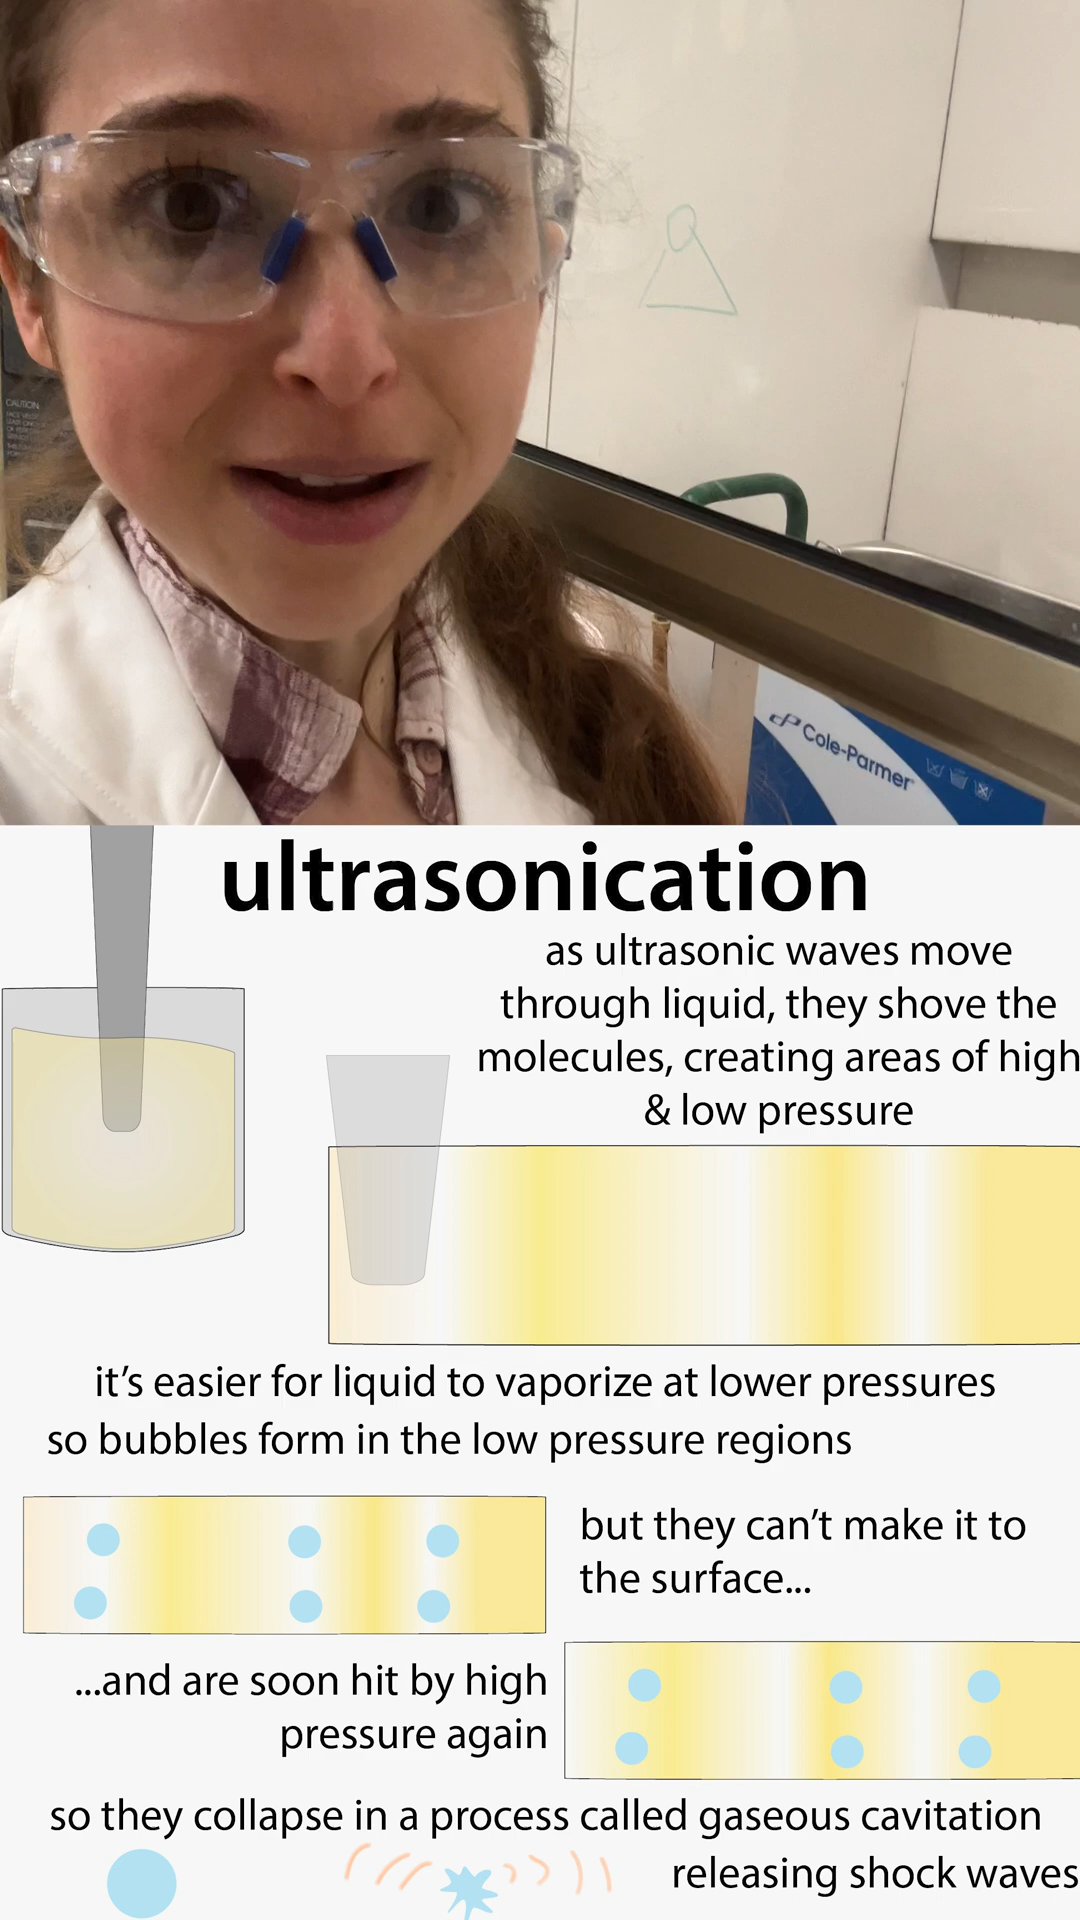 CAUTION
Cole-Parmer
ultrasonication
as ultrasonic waves move
through liquid, they shove the
molecules, creating areas of high
& low pressure
it's easier for liquid to vaporize at lower pressures
so bubbles form in the low pressure regions
but they can't make it to
the surface...
...and are soon hit by high
pressure again
so they collapse in a process called gaseous cavitation
releasing shock waves